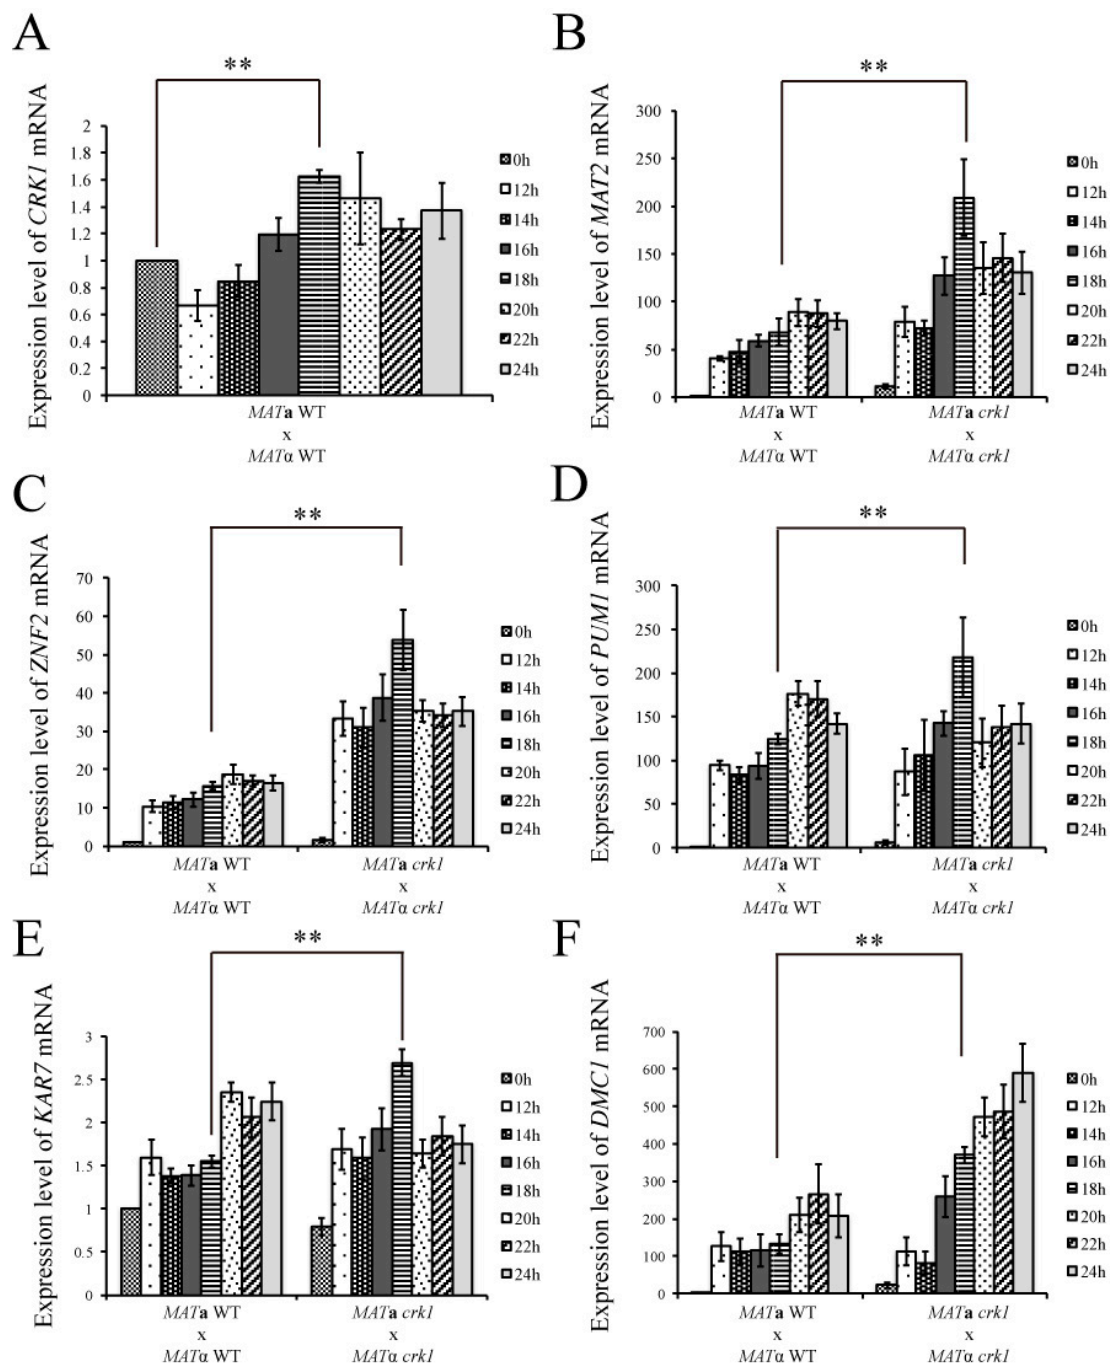 A
**
Expression level of CRK1 mRNA
2
1.8
1.6
1.4
1.2
1
0.8
0.6
0.4
0.2
0
0h
12h
14h
16h
18h
20h
22h
24h
MATa WT
x
MATα WT
B
**
Expression level of MAT2 mRNA
300
250
200
150
100
50
0
0h
12h
14h
16h
18h
20h
22h
24h
MATa WT
x
MATα WT
MATa crk1
x
MATα crk1
C
**
Expression level of ZNF2 mRNA
70
60
50
40
30
20
10
0
0h
12h
14h
16h
18h
20h
22h
24h
MATa WT
x
MATα WT
MATa crk1
x
MATα crk1
D
**
Expression level of PUM1 mRNA
300
250
200
150
100
50
0
0h
12h
14h
16h
18h
20h
22h
24h
MATa WT
x
MATα WT
MATa crk1
x
MATα crk1
E
**
Expression level of KAR7 mRNA
3
2.5
2
1.5
1
0.5
0
0h
12h
14h
16h
18h
20h
22h
24h
MATa WT
x
MATα WT
MATa crk1
x
MATα crk1
F
**
Expression level of DMC1 mRNA
700
600
500
400
300
200
100
0
0h
12h
14h
16h
18h
20h
22h
24h
MATa WT
x
MATα WT
MATa crk1
x
MATα crk1